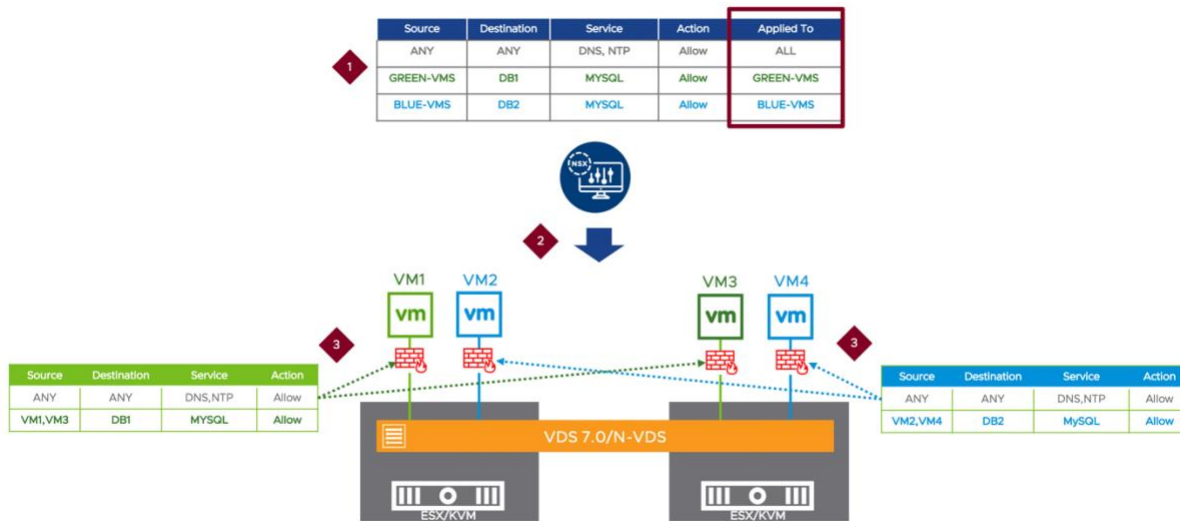 Source Destination Service Action Applied To
ANY ANY DNS, NTP Allow ALL
1
GREEN-VMS DB1 MYSQL Allow GREEN-VMS
BLUE-VMS DB2 MYSQL Allow BLUE-VMS
NSX
2
VM1 VM2 VM3 VM4
vm vm vm vm
3 3
Source Destination Service Action
ANY ANY DNS,NTP Allow
VM1,VM3 DB1 MYSQL Allow
Source Destination Service Action
ANY ANY DNS,NTP Allow
VM2,VM4 DB2 MySQL Allow
VDS 7.0/N-VDS
ESX/KVM ESX/KVM